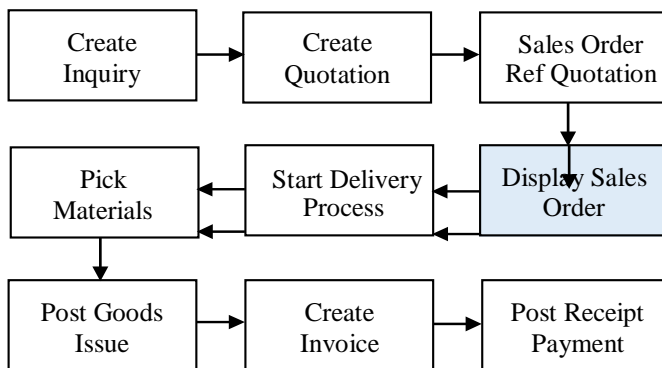 Create
Inquiry
Create
Quotation
Sales Order
Ref Quotation
Pick
Materials
Start Delivery
Process
Display Sales
Order
Post Goods
Issue
Create
Invoice
Post Receipt
Payment